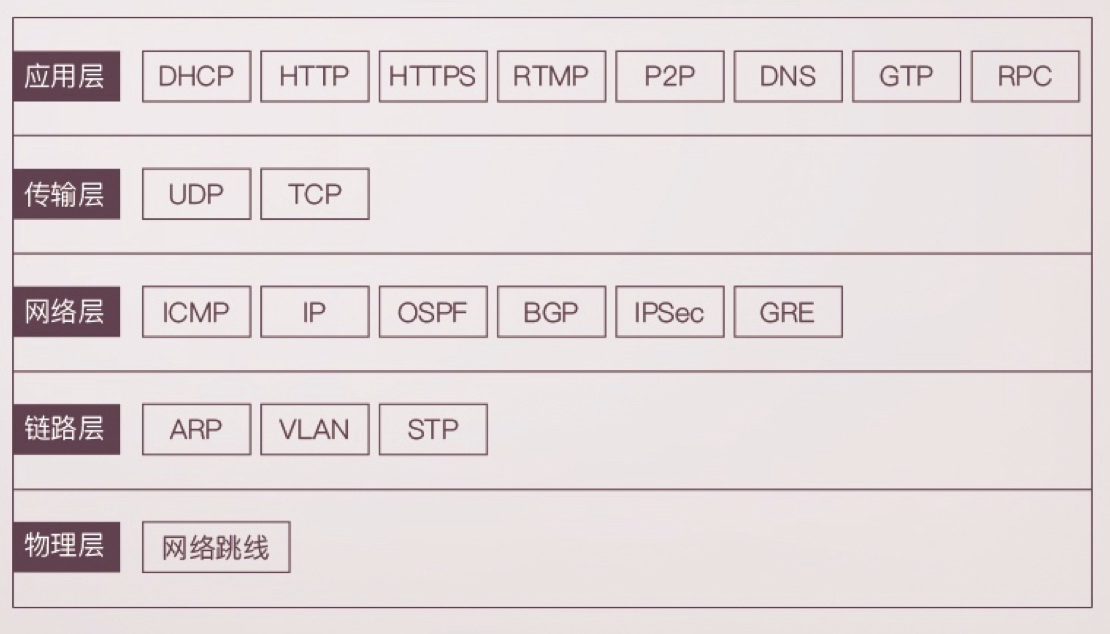 应用层 DHCP HTTP HTTPS RTMP P2P DNS GTP RPC
传输层 UDP TCP
网络层 ICMP IP OSPF BGP IPSec GRE
链路层 ARP VLAN STP
物理层 网络跳线